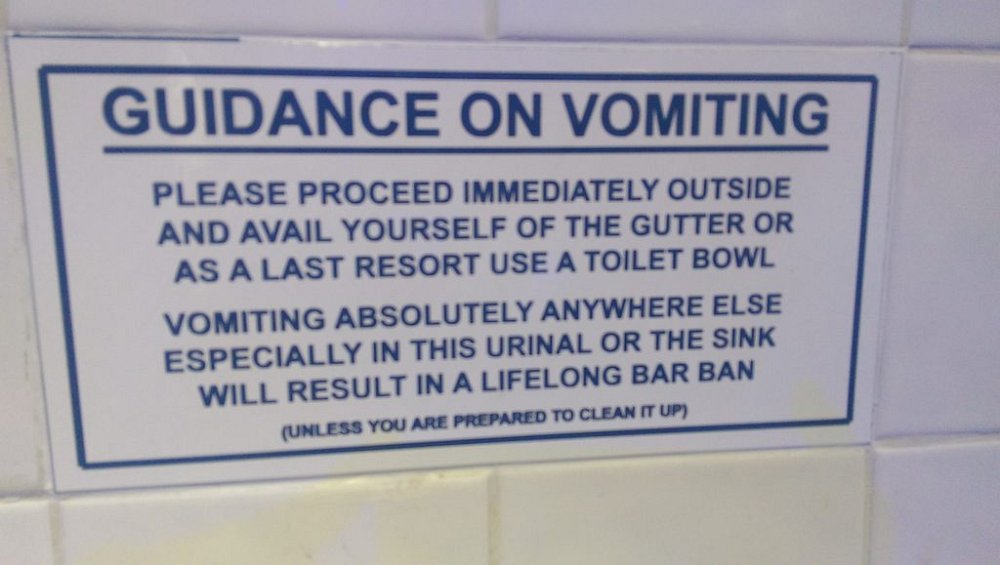 GUIDANCE ON VOMITING
PLEASE PROCEED IMMEDIATELY OUTSIDE
AND AVAIL YOURSELF OF THE GUTTER OR
AS A LAST RESORT USE A TOILET BOWL
VOMITING ABSOLUTELY ANYWHERE ELSE
ESPECIALLY IN THIS URINAL OR THE SINK
WILL RESULT IN A LIFELONG BAR BAN
(UNLESS YOU ARE PREPARED TO CLEAN IT UP)